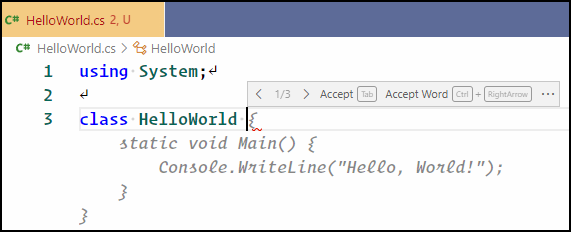 C# HelloWorld.cs 2, U
C# HelloWorld.cs > HelloWorld
1 using System;↵
< 1/3 > Accept Tab Accept Word Ctrl + RightArrow ...
2 ↵
3 class HelloWorld {
static void Main() {
Console.WriteLine("Hello, World!");
}
}